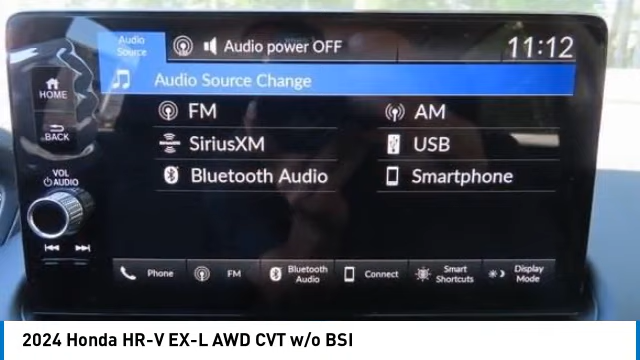 Audio
Source
Audio power OFF
11:12
Audio Source Change
HOME
BACK
VOL
AUDIO
FM
AM
SiriusXM
USB
Bluetooth Audio
Smartphone
Phone
FM
Bluetooth
Audio
Connect
Smart
Shortcuts
Display
Mode
2024 Honda HR-V EX-L AWD CVT w/o BSI